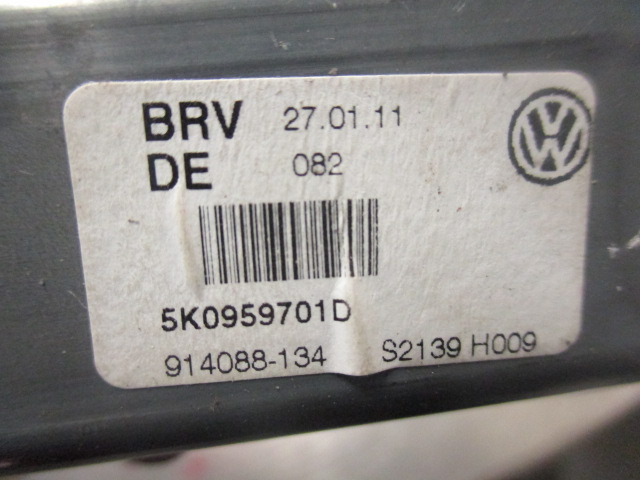 BRV 27.01.11
DE 082
5K0959701D
914088-134 S2139 H009